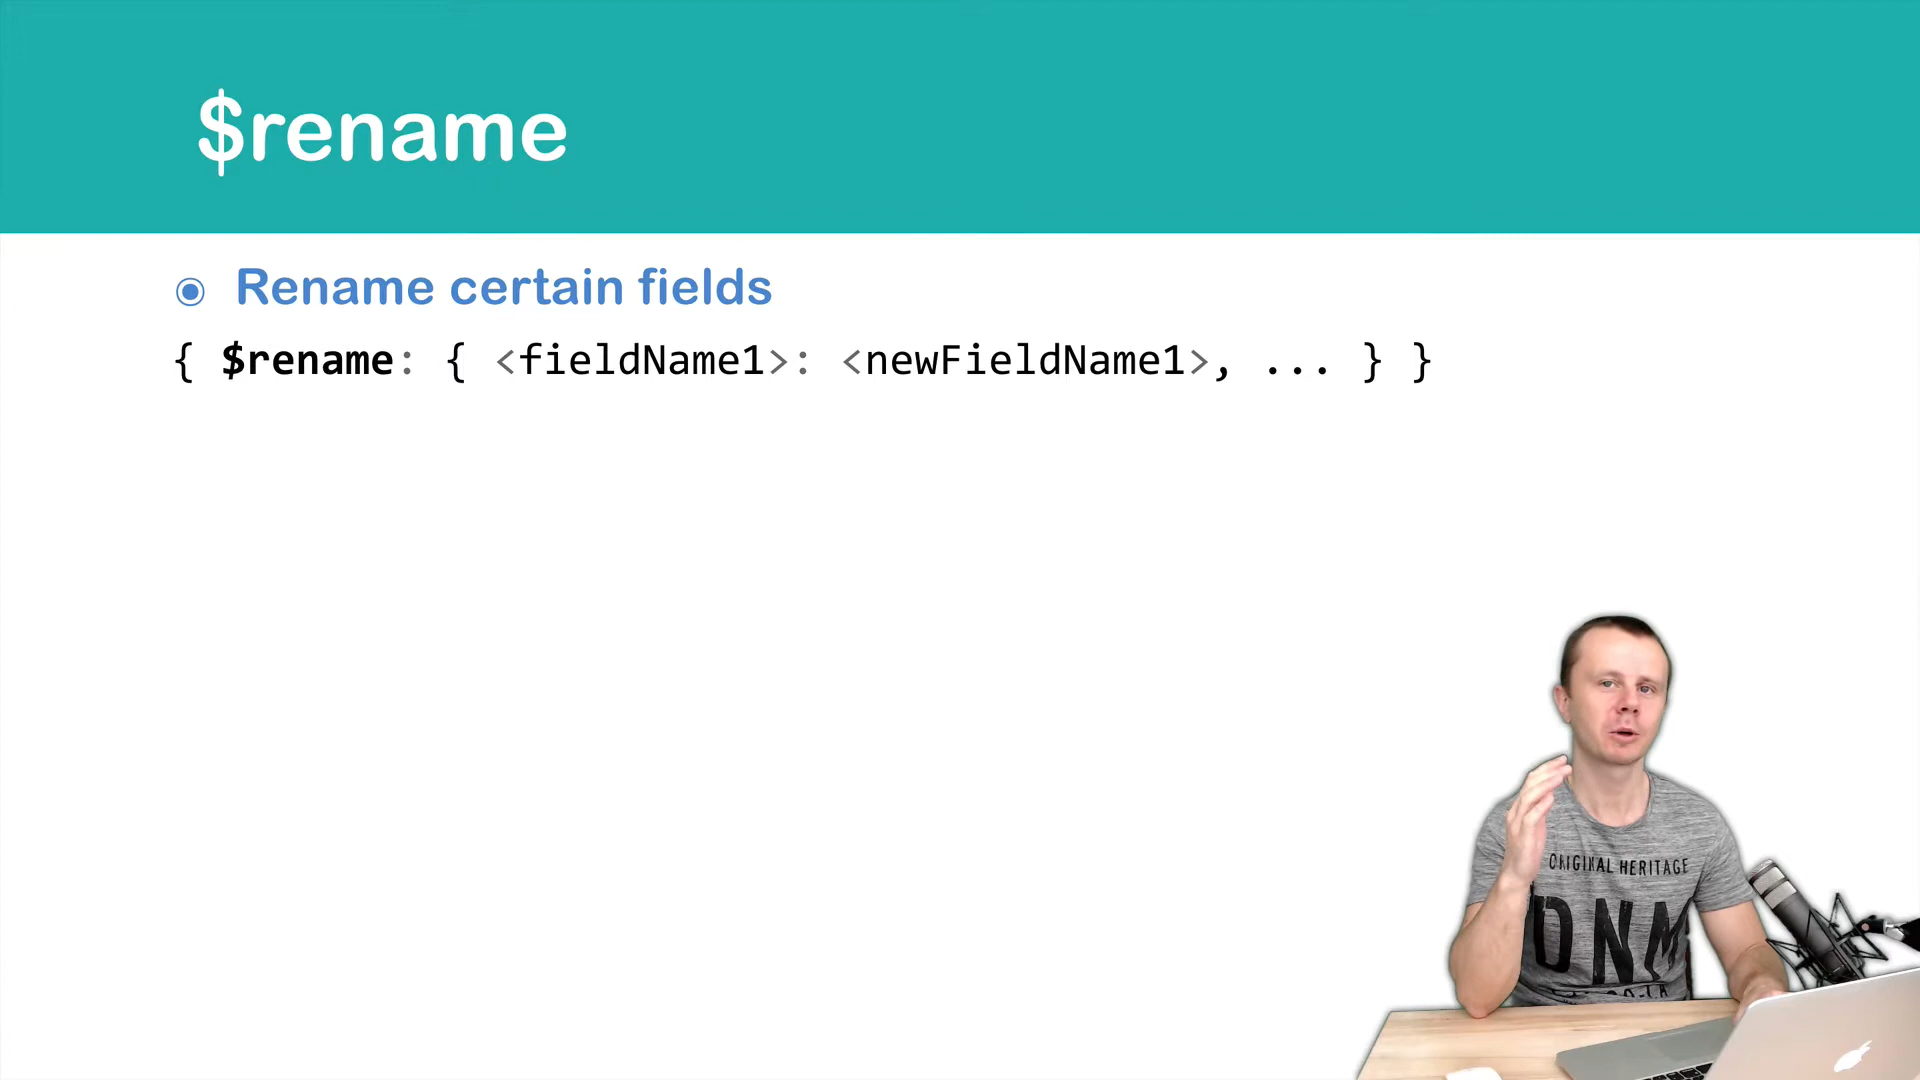 $rename
Rename certain fields
{ $rename: { <fieldName1>: <newFieldName1>, ... } }
ORIGINAL HERITAGE
DNM